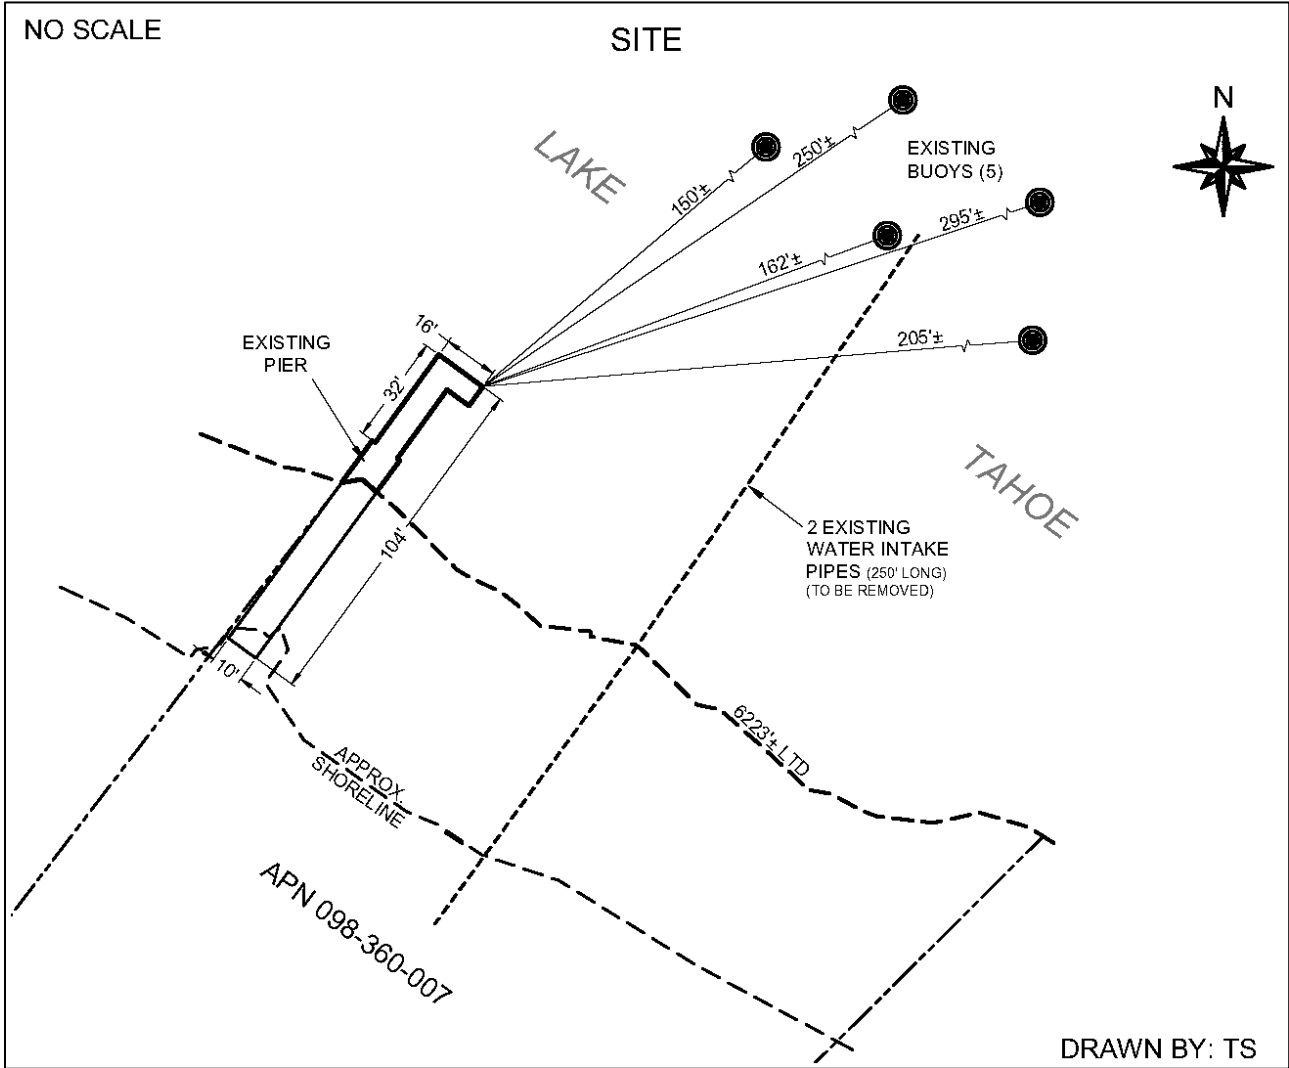 NO SCALE
SITE
N
LAKE
150'±
250'±
EXISTING
BUOYS (5)
295'±
162'±
205'±
EXISTING
PIER
16'
32'
104'
10'
TAHOE
2 EXISTING
WATER INTAKE
PIPES (250' LONG)
(TO BE REMOVED)
6223'± LTD
APPROX.
SHORELINE
APN 098-360-007
DRAWN BY: TS